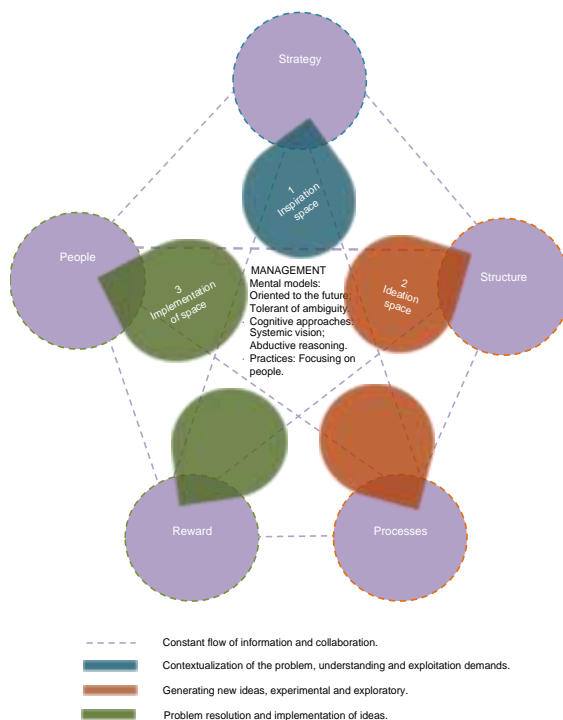 Strategy
1
Inspiration
space
People
3
Implementation
of space
MANAGEMENT
Mental models:
Oriented to the future;
Tolerant of ambiguity.
· Cognitive approaches:
Systemic vision;
Abductive reasoning.
· Practices: Focusing on
people.
2
Ideation
space
Structure
Reward
Processes
Constant flow of information and collaboration.
Contextualization of the problem, understanding and exploitation demands.
Generating new ideas, experimental and exploratory.
Problem resolution and implementation of ideas.